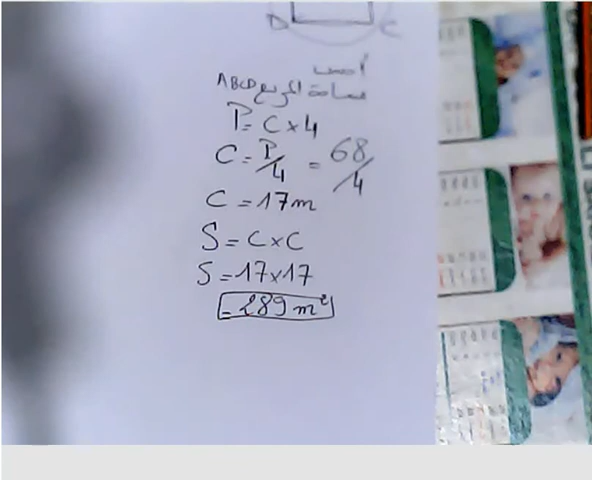 D C
أحسب
مساحة المربع ABCD
P = C × 4
C = P/4 = 68/4
C = 17m
S = C × C
S = 17 × 17
= 289 m²